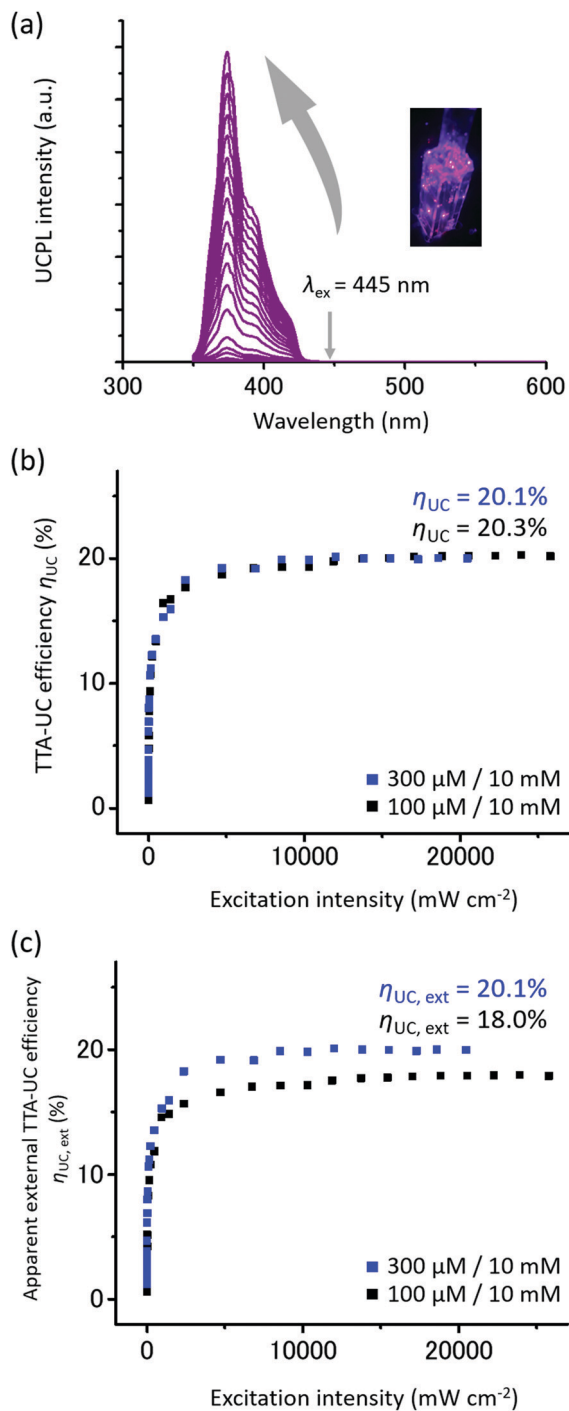 (a)
UCPL intensity (a.u.)
λex = 445 nm
300 400 500 600
Wavelength (nm)
(b)
ηUC = 20.1%
ηUC = 20.3%
TTA-UC efficiency ηUC (%)
20
10
0
300 μM / 10 mM
100 μM / 10 mM
0 10000 20000
Excitation intensity (mW cm-2)
(c)
ηUC, ext = 20.1%
ηUC, ext = 18.0%
Apparent external TTA-UC efficiency
ηUC, ext (%)
20
10
0
300 μM / 10 mM
100 μM / 10 mM
0 10000 20000
Excitation intensity (mW cm-2)